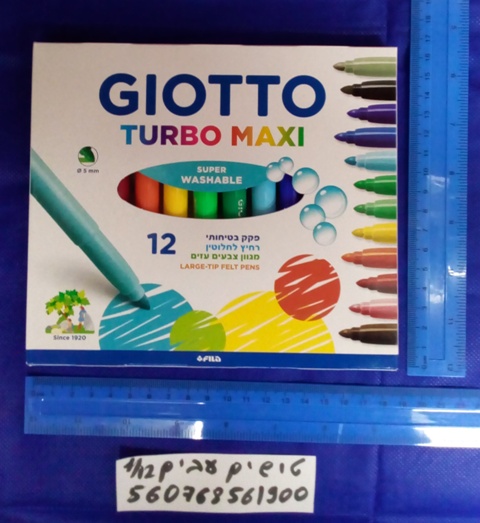 GIOTTO
TURBO MAXI
SUPER
WASHABLE
Ø 5 mm
12
פקק בטיחותי
רחיץ לחלוטין
מגוון צבעים עזים
LARGE-TIP FELT PENS
Since 1920
FILA
טושים עבים 1/12
560768561900